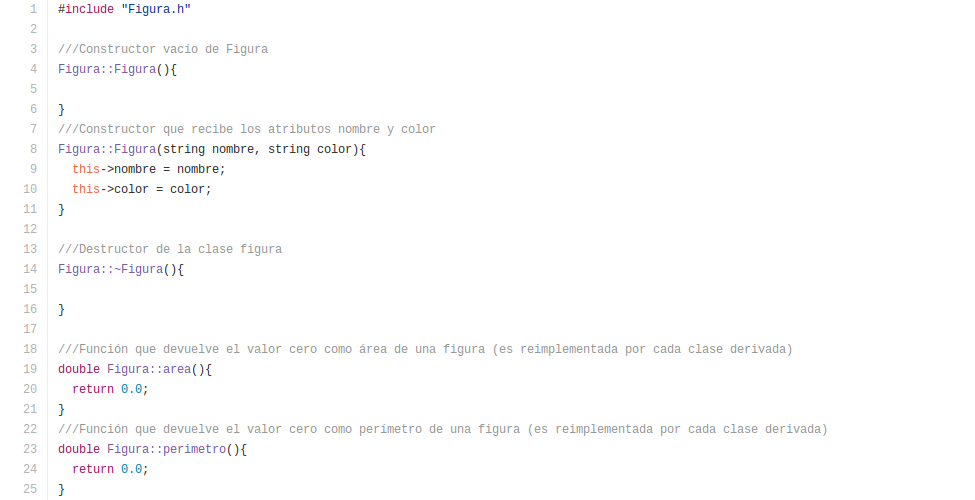 1 #include "Figura.h"
2
3 ///Constructor vacío de Figura
4 Figura::Figura(){
5
6 }
7 ///Constructor que recibe los atributos nombre y color
8 Figura::Figura(string nombre, string color){
9   this->nombre = nombre;
10   this->color = color;
11 }
12
13 ///Destructor de la clase figura
14 Figura::~Figura(){
15
16 }
17
18 ///Función que devuelve el valor cero como área de una figura (es reimplementada por cada clase derivada)
19 double Figura::area(){
20   return 0.0;
21 }
22 ///Función que devuelve el valor cero como perímetro de una figura (es reimplementada por cada clase derivada)
23 double Figura::perimetro(){
24   return 0.0;
25 }